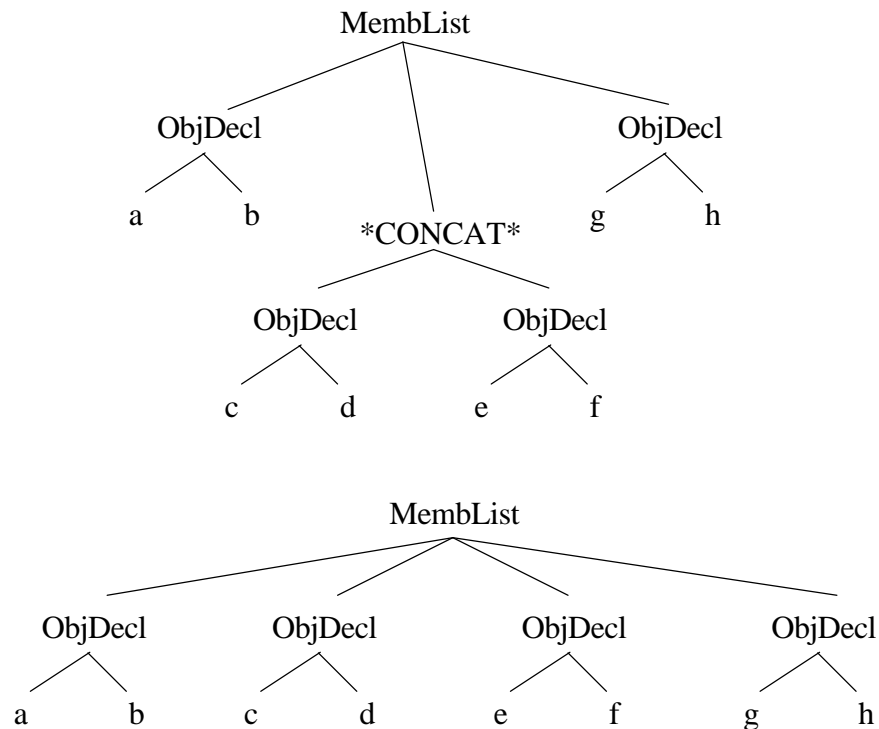 MembList
ObjDecl ObjDecl
a b g h
*CONCAT*
ObjDecl ObjDecl
c d e f
MembList
ObjDecl ObjDecl ObjDecl ObjDecl
a b c d e f g h